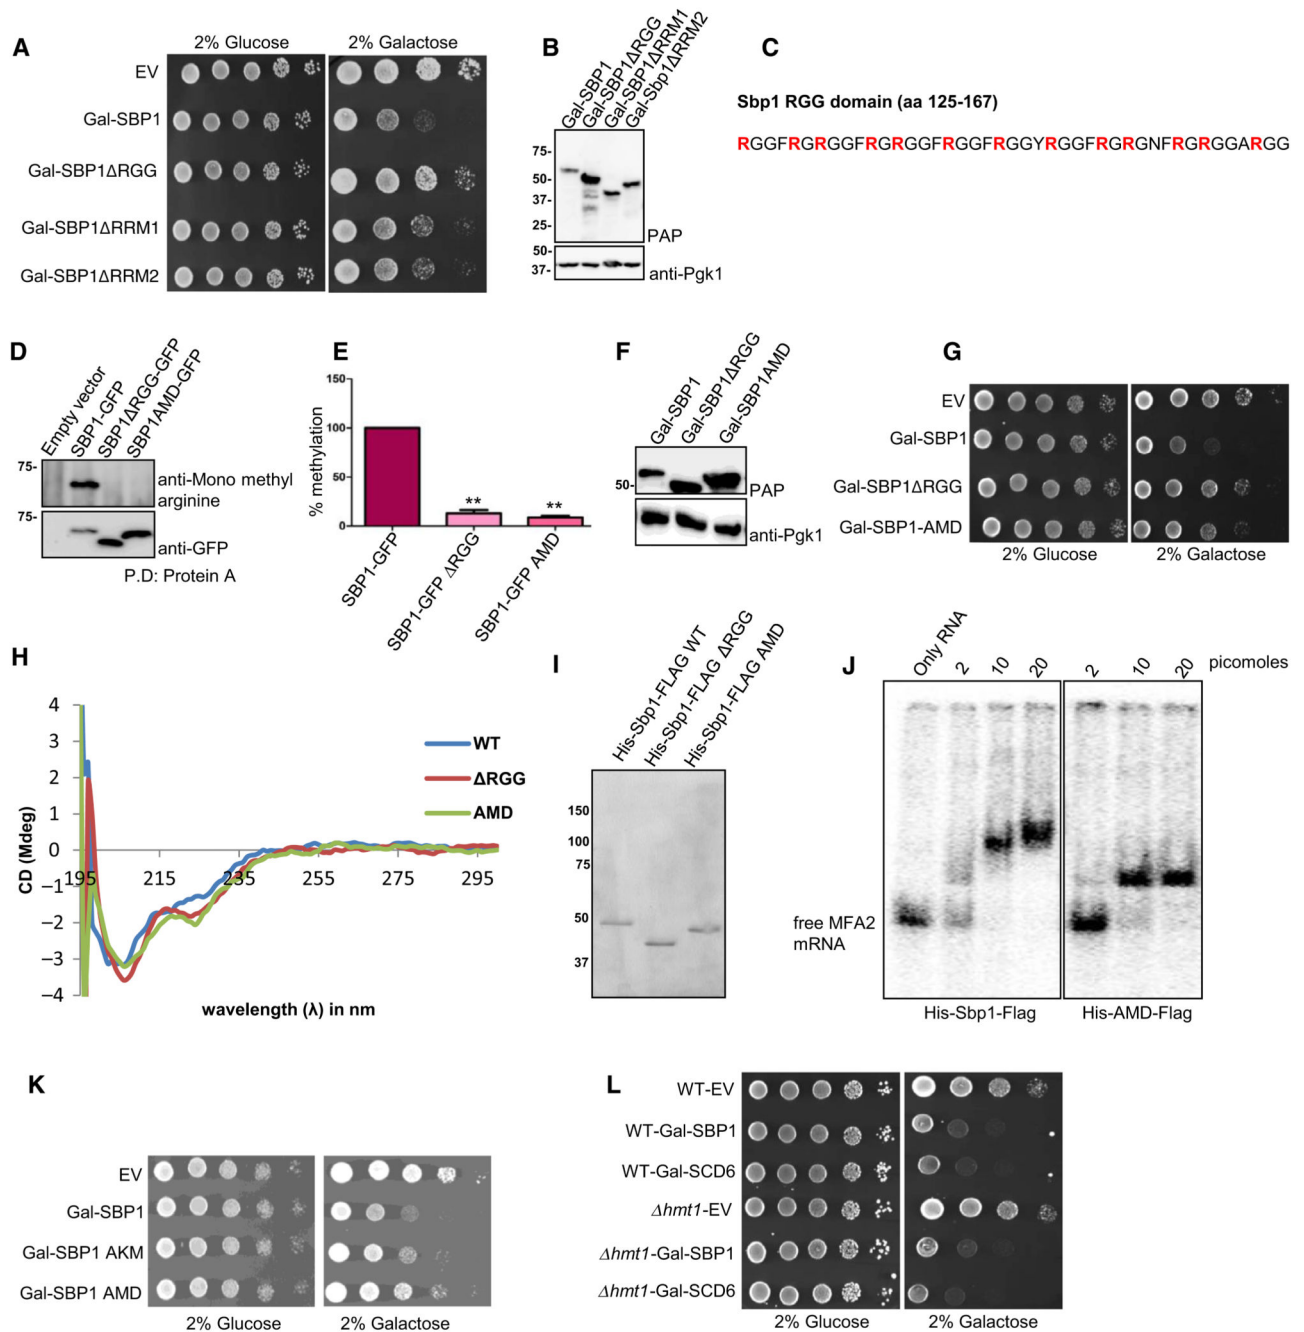 A
2% Glucose
2% Galactose
EV
Gal-SBP1
Gal-SBP1ΔRGG
Gal-SBP1ΔRRM1
Gal-SBP1ΔRRM2
B
Gal-SBP1
Gal-SBP1ΔRGG
Gal-SBP1ΔRRM1
Gal-Sbp1ΔRRM2
75-
50-
37-
25-
PAP
50-
37-
anti-Pgk1
C
Sbp1 RGG domain (aa 125-167)
RGGFRGRGGFRGRGGFRGGFRGGYRGGFRGRGNFRGRGGARGG
D
Empty vector
SBP1-GFP
SBP1ΔRGG-GFP
SBP1AMD-GFP
75-
anti-Mono methyl
arginine
75-
anti-GFP
P.D: Protein A
E
% methylation
150
100
50
0
**
**
SBP1-GFP
SBP1-GFP ΔRGG
SBP1-GFP AMD
F
Gal-SBP1
Gal-SBP1ΔRGG
Gal-SBP1AMD
50-
PAP
anti-Pgk1
G
EV
Gal-SBP1
Gal-SBP1ΔRGG
Gal-SBP1-AMD
2% Glucose
2% Galactose
H
CD (Mdeg)
4
3
2
1
0
−1
−2
−3
−4
195
215
235
255
275
295
WT
ΔRGG
AMD
wavelength (λ) in nm
I
His-Sbp1-FLAG WT
His-Sbp1-FLAG ΔRGG
His-Sbp1-FLAG AMD
150
100
75
50
37
J
Only RNA
2
10
20
2
10
20
picomoles
free MFA2
mRNA
His-Sbp1-Flag
His-AMD-Flag
K
EV
Gal-SBP1
Gal-SBP1 AKM
Gal-SBP1 AMD
2% Glucose
2% Galactose
L
WT-EV
WT-Gal-SBP1
WT-Gal-SCD6
Δhmt1-EV
Δhmt1-Gal-SBP1
Δhmt1-Gal-SCD6
2% Glucose
2% Galactose